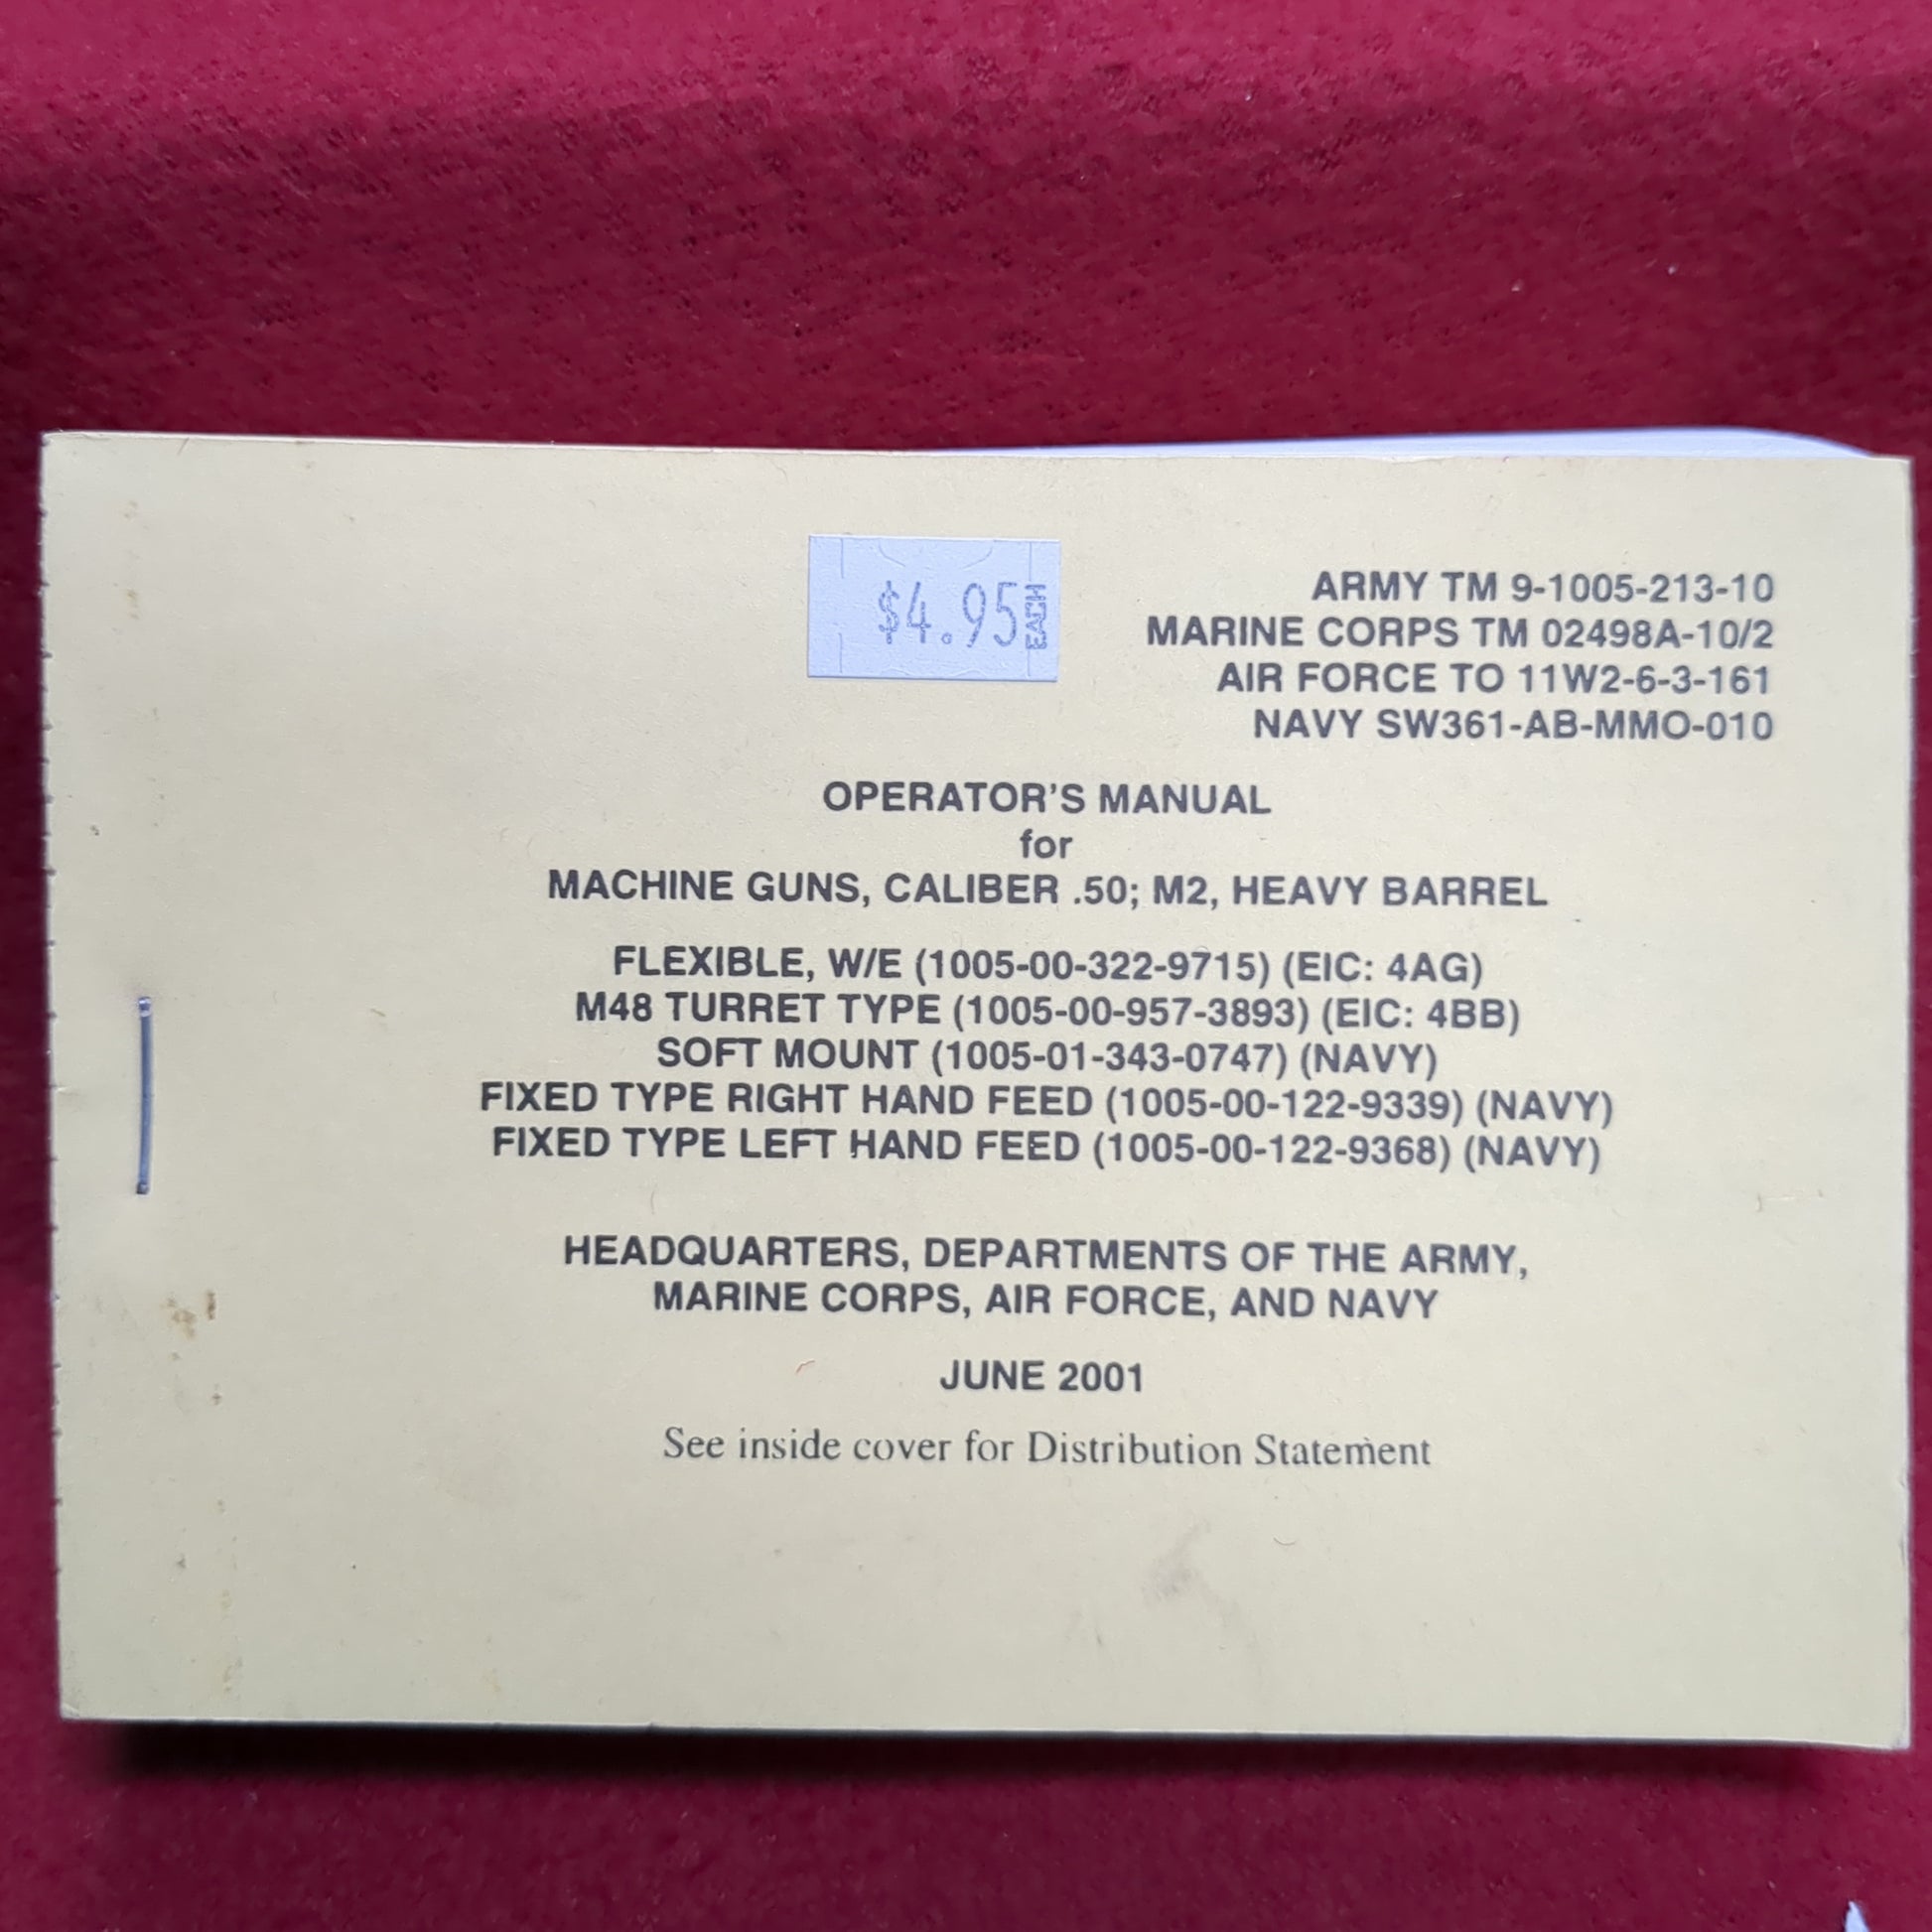 $4.95 EACH
ARMY TM 9-1005-213-10
MARINE CORPS TM 02498A-10/2
AIR FORCE TO 11W2-6-3-161
NAVY SW361-AB-MMO-010
OPERATOR'S MANUAL
for
MACHINE GUNS, CALIBER .50; M2, HEAVY BARREL
FLEXIBLE, W/E (1005-00-322-9715) (EIC: 4AG)
M48 TURRET TYPE (1005-00-957-3893) (EIC: 4BB)
SOFT MOUNT (1005-01-343-0747) (NAVY)
FIXED TYPE RIGHT HAND FEED (1005-00-122-9339) (NAVY)
FIXED TYPE LEFT HAND FEED (1005-00-122-9368) (NAVY)
HEADQUARTERS, DEPARTMENTS OF THE ARMY,
MARINE CORPS, AIR FORCE, AND NAVY
JUNE 2001
See inside cover for Distribution Statement